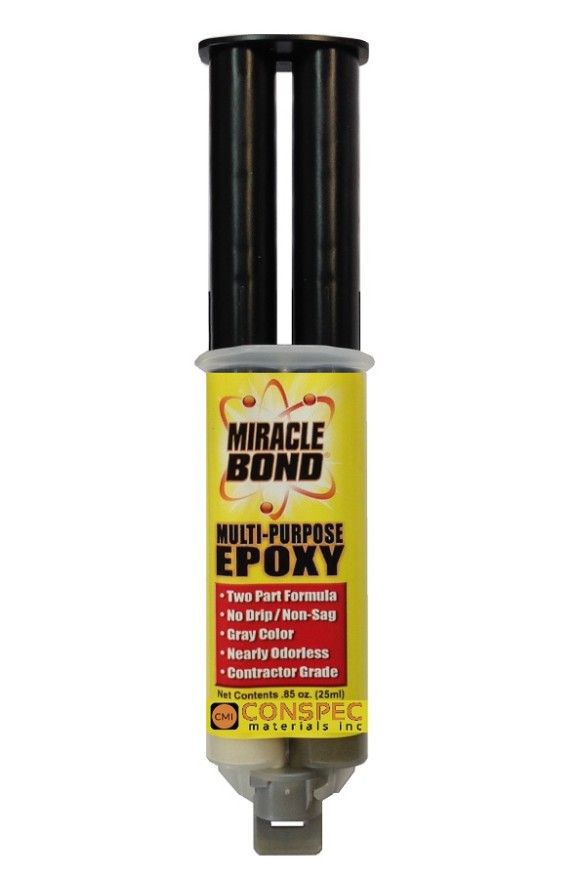 MIRACLE
BOND®
MULTI-PURPOSE
EPOXY
• Two Part Formula
• No Drip / Non-Sag
• Gray Color
• Nearly Odorless
• Contractor Grade
Net Contents .85 oz. (25ml)
CMI CONSPEC
materials inc